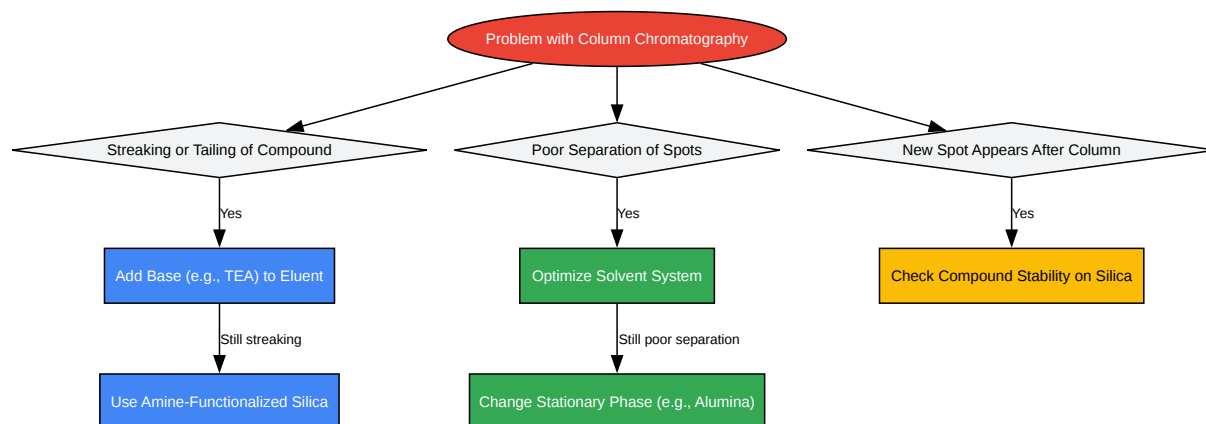 Problem with Column Chromatography
Streaking or Tailing of Compound
Poor Separation of Spots
New Spot Appears After Column
Yes
Yes
Yes
Add Base (e.g., TEA) to Eluent
Optimize Solvent System
Check Compound Stability on Silica
Still streaking
Still poor separation
Use Amine-Functionalized Silica
Change Stationary Phase (e.g., Alumina)